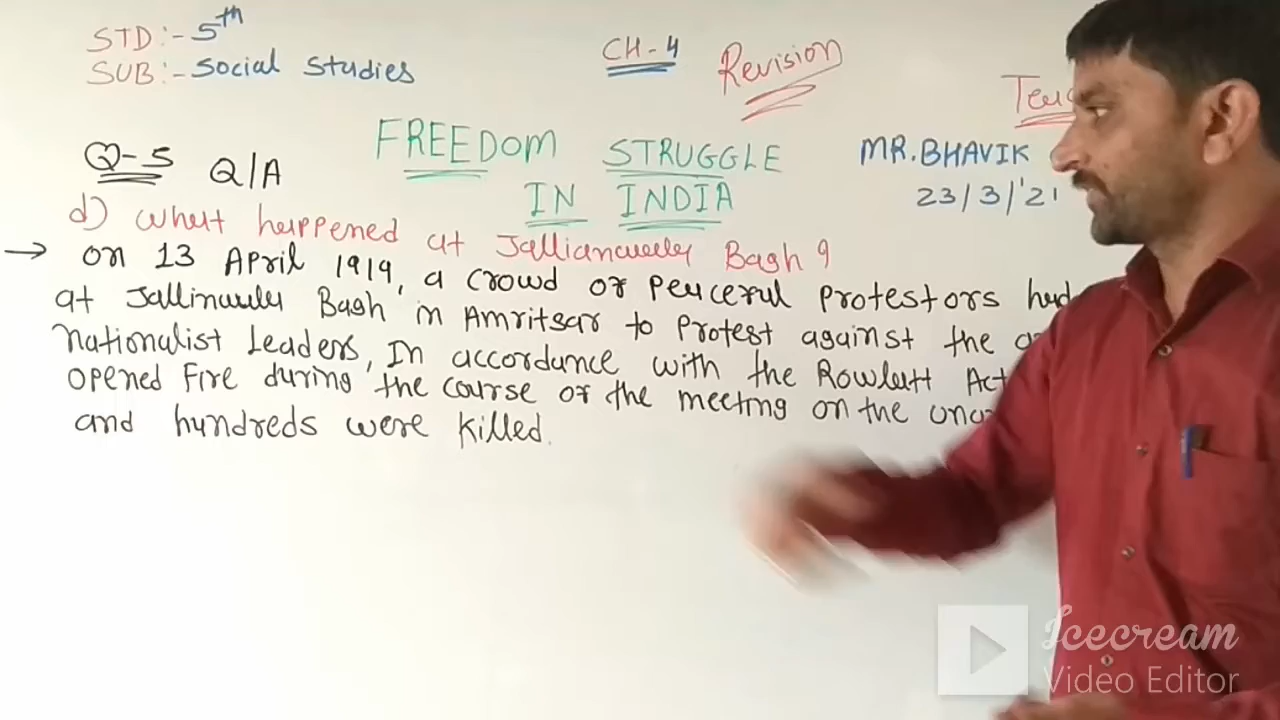 STD:- 5th
SUB:- Social Studies
CH-4
Revision
FREEDOM STRUGGLE
IN INDIA
MR.BHAVIK
23/3/'21
Q-5 Q/A
d) What happened at Jallianwala Bagh ?
→ On 13 April 1919, a crowd of Peaceful Protestors had
at Jallinwala Bagh in Amritsar to Protest against the
Nationalist Leaders, In accordance with the Rowlatt Act
opened Fire during the course of the meeting on the
and hundreds were killed.
Icecream
Video Editor